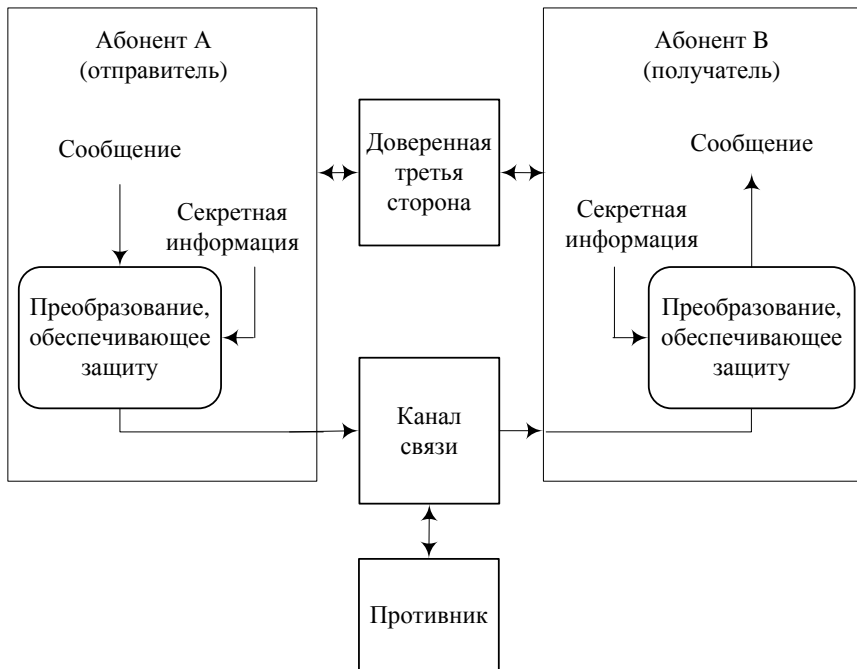 Абонент А
(отправитель)
Сообщение
Секретная
информация
Преобразование,
обеспечивающее
защиту
Доверенная
третья
сторона
Канал
связи
Противник
Абонент В
(получатель)
Сообщение
Секретная
информация
Преобразование,
обеспечивающее
защиту